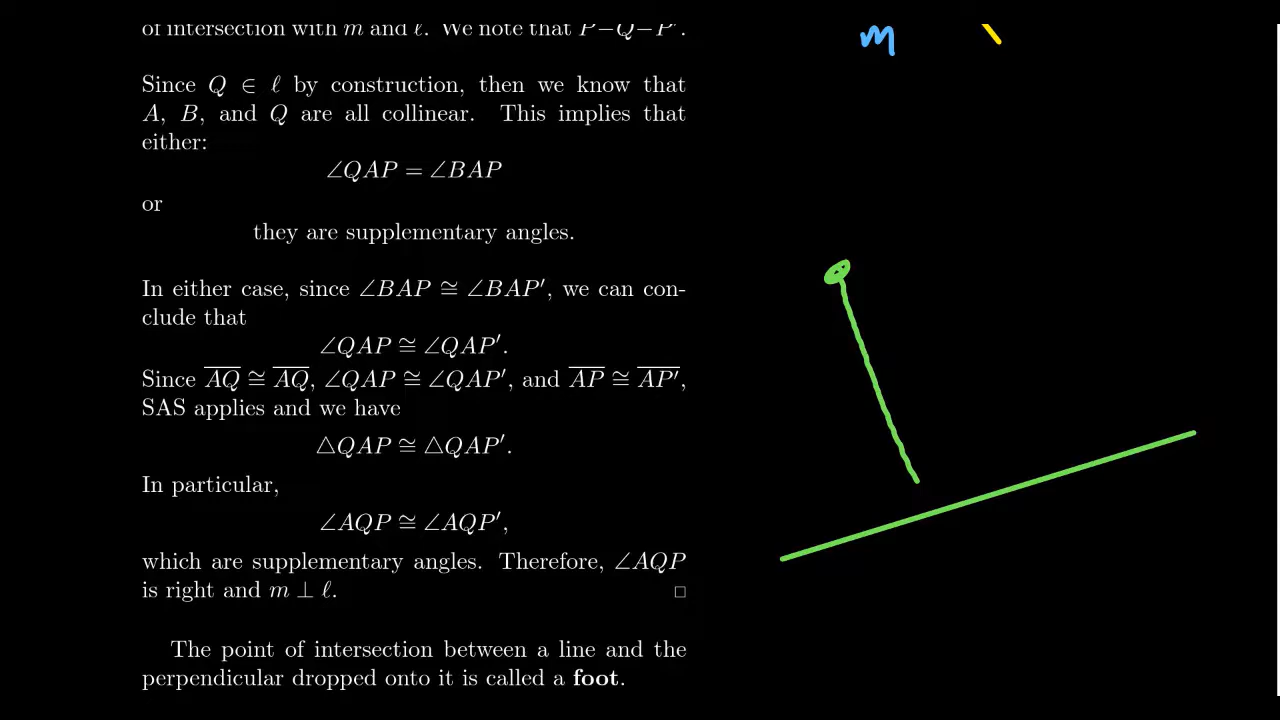 of intersection with m and ℓ. We note that P−Q−P′.
Since Q ∈ ℓ by construction, then we know that
A, B, and Q are all collinear. This implies that
either:
∠QAP = ∠BAP
or
they are supplementary angles.
In either case, since ∠BAP ≅ ∠BAP′, we can con-
clude that
∠QAP ≅ ∠QAP′.
Since A̅Q̅ ≅ A̅Q̅, ∠QAP ≅ ∠QAP′, and A̅P̅ ≅ A̅P̅′̅,
SAS applies and we have
△QAP ≅ △QAP′.
In particular,
∠AQP ≅ ∠AQP′,
which are supplementary angles. Therefore, ∠AQP
is right and m ⊥ ℓ. □
The point of intersection between a line and the
perpendicular dropped onto it is called a foot.
m